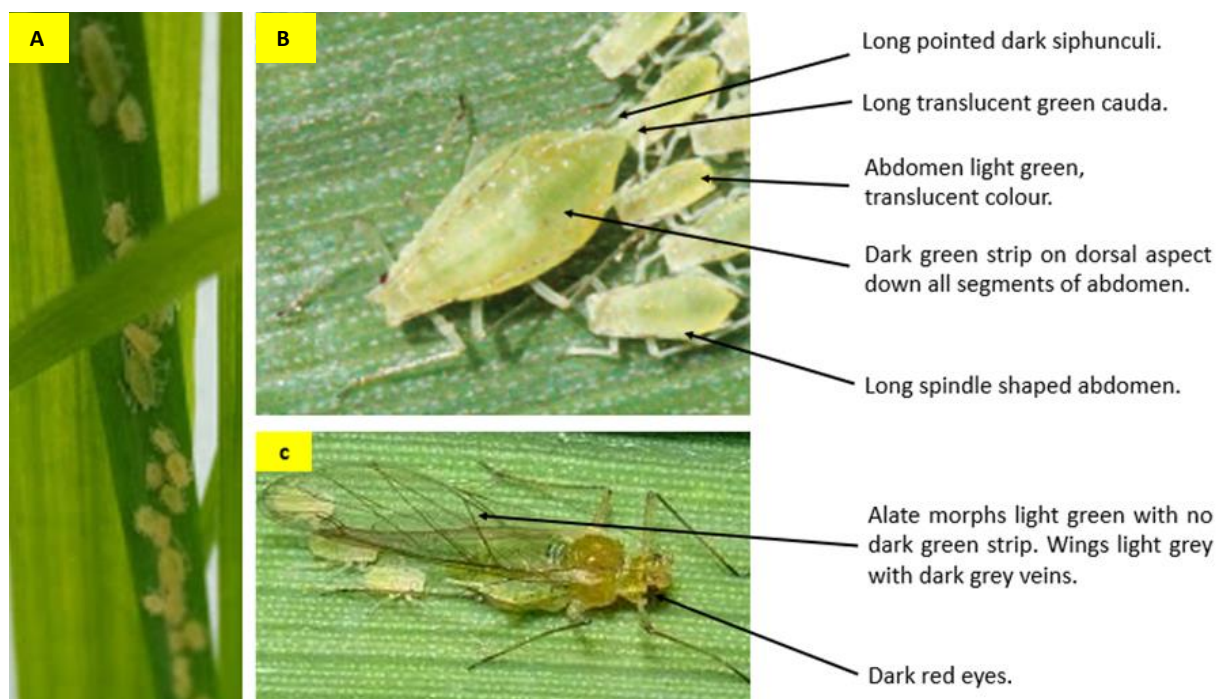 A
B
Long pointed dark siphunculi.
Long translucent green cauda.
Abdomen light green,
translucent colour.
Dark green strip on dorsal aspect
down all segments of abdomen.
Long spindle shaped abdomen.
c
Alate morphs light green with no
dark green strip. Wings light grey
with dark grey veins.
Dark red eyes.